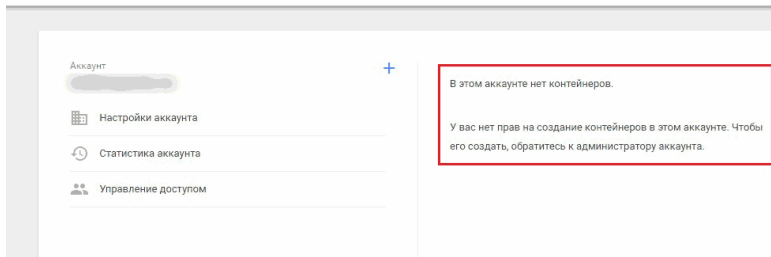 Аккаунт
Настройки аккаунта
Статистика аккаунта
Управление доступом
В этом аккаунте нет контейнеров.
У вас нет прав на создание контейнеров в этом аккаунте. Чтобы
его создать, обратитесь к администратору аккаунта.